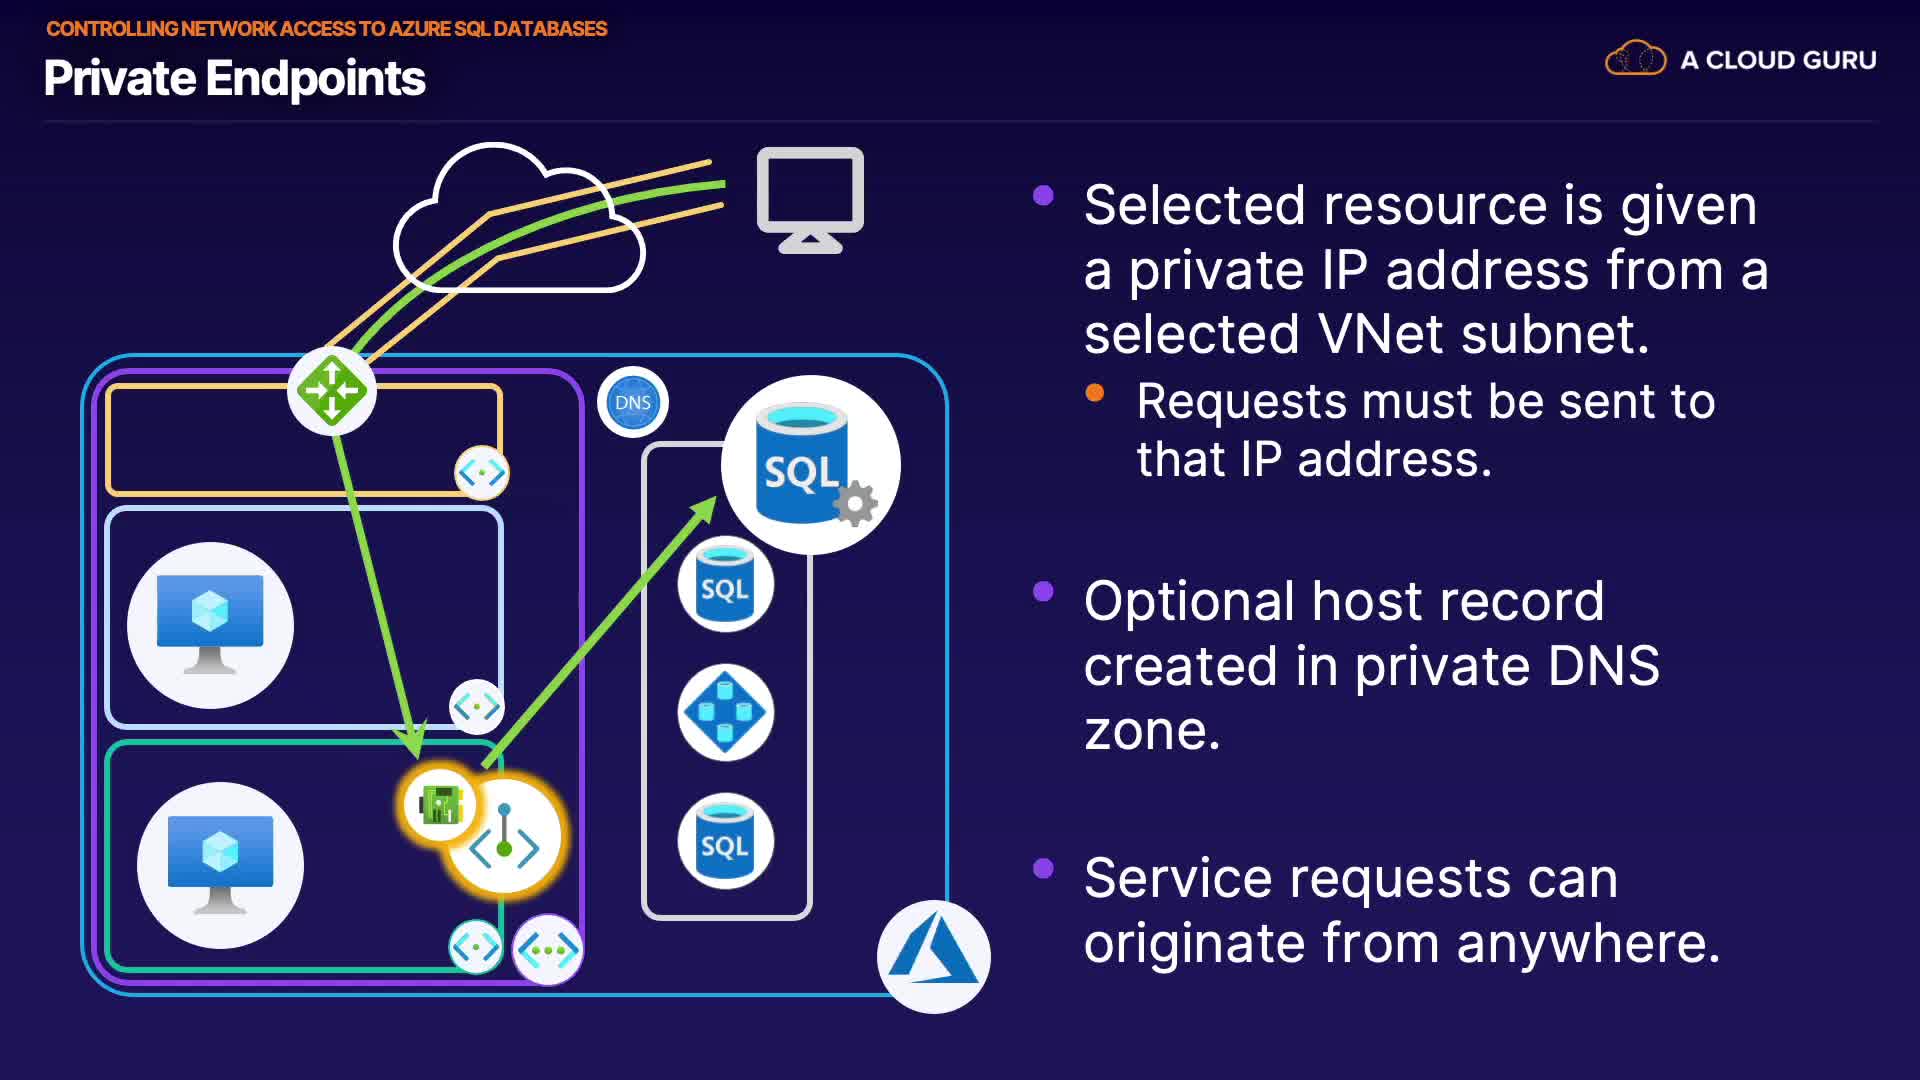 CONTROLLING NETWORK ACCESS TO AZURE SQL DATABASES
Private Endpoints
A CLOUD GURU
Selected resource is given
a private IP address from a
selected VNet subnet.
Requests must be sent to
that IP address.
Optional host record
created in private DNS
zone.
Service requests can
originate from anywhere.
DNS
SQL
SQL
SQL